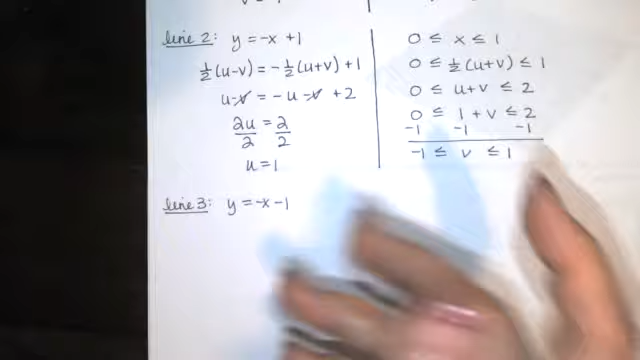 line 2: y = -x + 1
½(u-v) = -½(u+v) + 1
u-v = -u-v + 2
2u/2 = 2/2
u = 1
0 ≤ x ≤ 1
0 ≤ ½(u+v) ≤ 1
0 ≤ u+v ≤ 2
0 ≤ 1+v ≤ 2
-1 -1 -1
-1 ≤ v ≤ 1
line 3: y = -x - 1